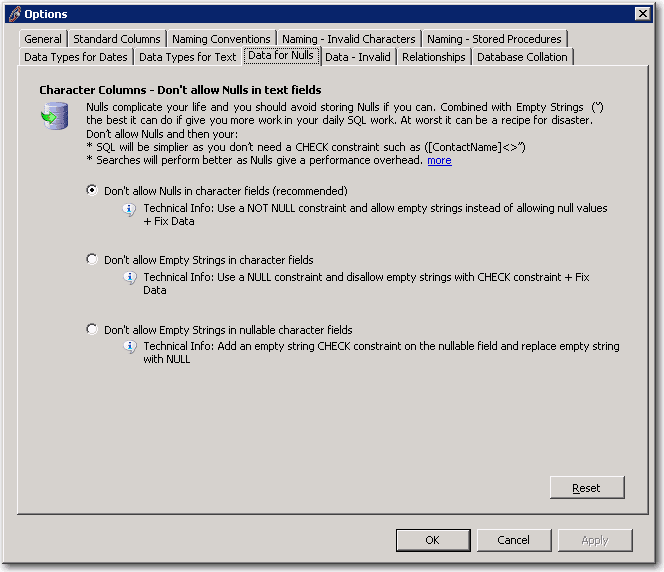 Options
General Standard Columns Naming Conventions Naming - Invalid Characters Naming - Stored Procedures
Data Types for Dates Data Types for Text Data for Nulls Data - Invalid Relationships Database Collation
Character Columns - Don't allow Nulls in text fields
Nulls complicate your life and you should avoid storing Nulls if you can. Combined with Empty Strings (")
the best it can do if give you more work in your daily SQL work. At worst it can be a recipe for disaster.
Don't allow Nulls and then your:
* SQL will be simplier as you don't need a CHECK constraint such as ([ContactName]<>")
* Searches will perform better as Nulls give a performance overhead. more
Don't allow Nulls in character fields (recommended)
Technical Info: Use a NOT NULL constraint and allow empty strings instead of allowing null values
+ Fix Data
Don't allow Empty Strings in character fields
Technical Info: Use a NULL constraint and disallow empty strings with CHECK constraint + Fix
Data
Don't allow Empty Strings in nullable character fields
Technical Info: Add an empty string CHECK constraint on the nullable field and replace empty string
with NULL
Reset
OK Cancel Apply